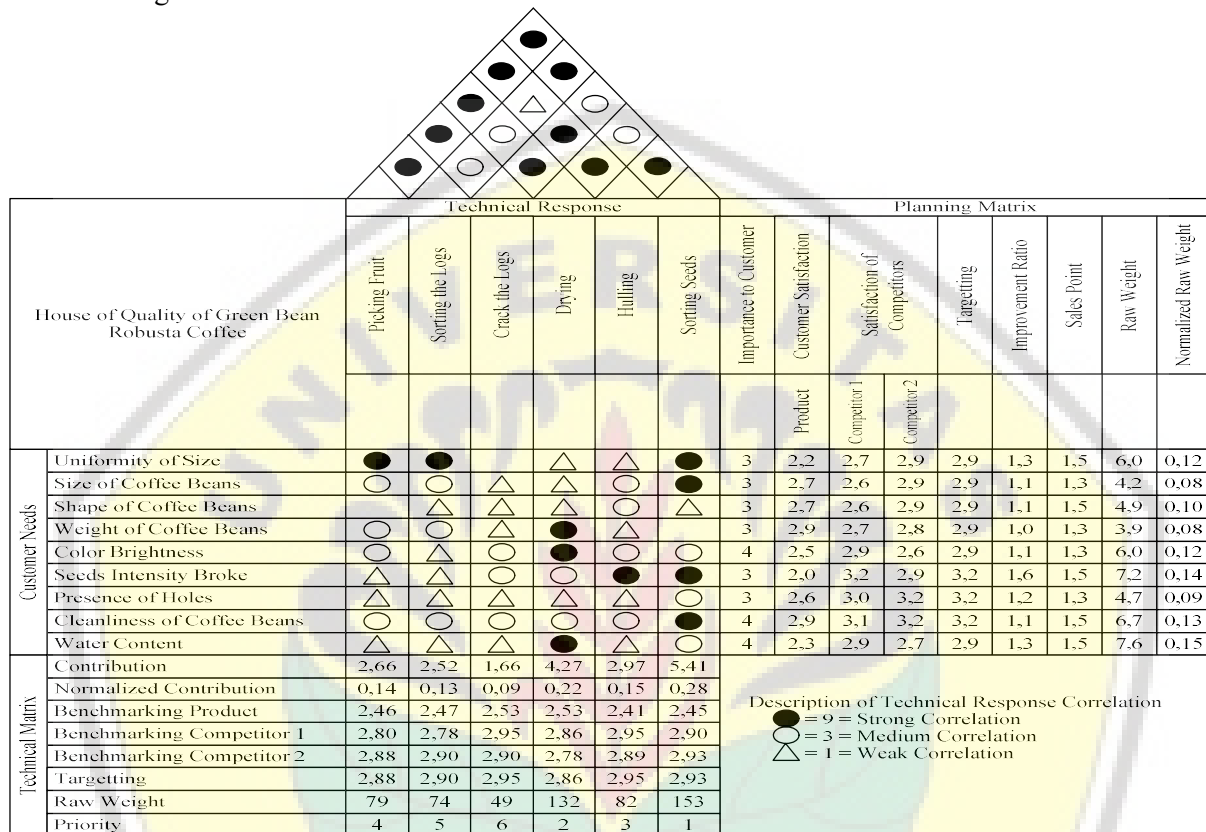 Technical Response Planning Matrix
House of Quality of Green Bean
Robusta Coffee
Picking Fruit
Sorting the Logs
Crack the Logs
Drying
Hulling
Sorting Seeds
Importance to Customer
Customer Satisfaction
Satisfaction of
Competitors
Targetting
Improvement Ratio
Sales Point
Raw Weight
Normalized Raw Weight
Product
Competitor 1
Competitor 2
Customer Needs
Uniformity of Size 3 2,2 2,7 2,9 2,9 1,3 1,5 6,0 0,12
Size of Coffee Beans 3 2,7 2,6 2,9 2,9 1,1 1,3 4,2 0,08
Shape of Coffee Beans 3 2,7 2,6 2,9 2,9 1,1 1,5 4,9 0,10
Weight of Coffee Beans 3 2,9 2,7 2,8 2,9 1,0 1,3 3,9 0,08
Color Brightness 4 2,5 2,9 2,6 2,9 1,1 1,3 6,0 0,12
Seeds Intensity Broke 3 2,0 3,2 2,9 3,2 1,6 1,5 7,2 0,14
Presence of Holes 3 2,6 3,0 3,2 3,2 1,2 1,3 4,7 0,09
Cleanliness of Coffee Beans 4 2,9 3,1 3,2 3,2 1,1 1,5 6,7 0,13
Water Content 4 2,3 2,9 2,7 2,9 1,3 1,5 7,6 0,15
Technical Matrix
Contribution 2,66 2,52 1,66 4,27 2,97 5,41
Normalized Contribution 0,14 0,13 0,09 0,22 0,15 0,28
Benchmarking Product 2,46 2,47 2,53 2,53 2,41 2,45
Benchmarking Competitor 1 2,80 2,78 2,95 2,86 2,95 2,90
Benchmarking Competitor 2 2,88 2,90 2,90 2,78 2,89 2,93
Targetting 2,88 2,90 2,95 2,86 2,95 2,93
Raw Weight 79 74 49 132 82 153
Priority 4 5 6 2 3 1
Description of Technical Response Correlation
= 9 = Strong Correlation
= 3 = Medium Correlation
= 1 = Weak Correlation
UNIVERSITAS